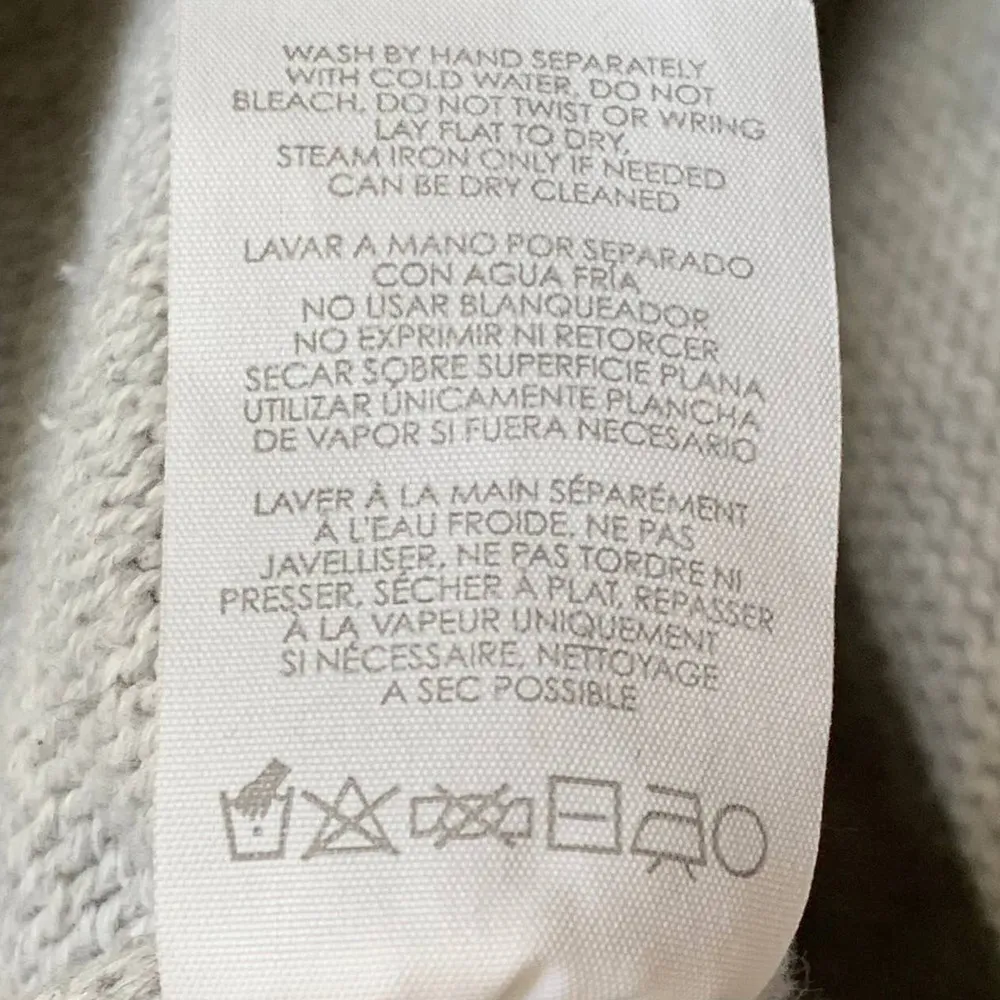 WASH BY HAND SEPARATELY
WITH COLD WATER, DO NOT
BLEACH, DO NOT TWIST OR WRING
LAY FLAT TO DRY,
STEAM IRON ONLY IF NEEDED
CAN BE DRY CLEANED
LAVAR A MANO POR SEPARADO
CON AGUA FRÍA
NO USAR BLANQUEADOR
NO EXPRIMIR NI RETORCER
SECAR SOBRE SUPERFICIE PLANA
UTILIZAR ÚNICAMENTE PLANCHA
DE VAPOR SI FUERA NECESARIO
LAVER À LA MAIN SÉPARÉMENT
À L'EAU FROIDE, NE PAS
JAVELLISER, NE PAS TORDRE NI
PRESSER, SÉCHER À PLAT, REPASSER
À LA VAPEUR UNIQUEMENT
SI NÉCESSAIRE, NETTOYAGE
A SEC POSSIBLE